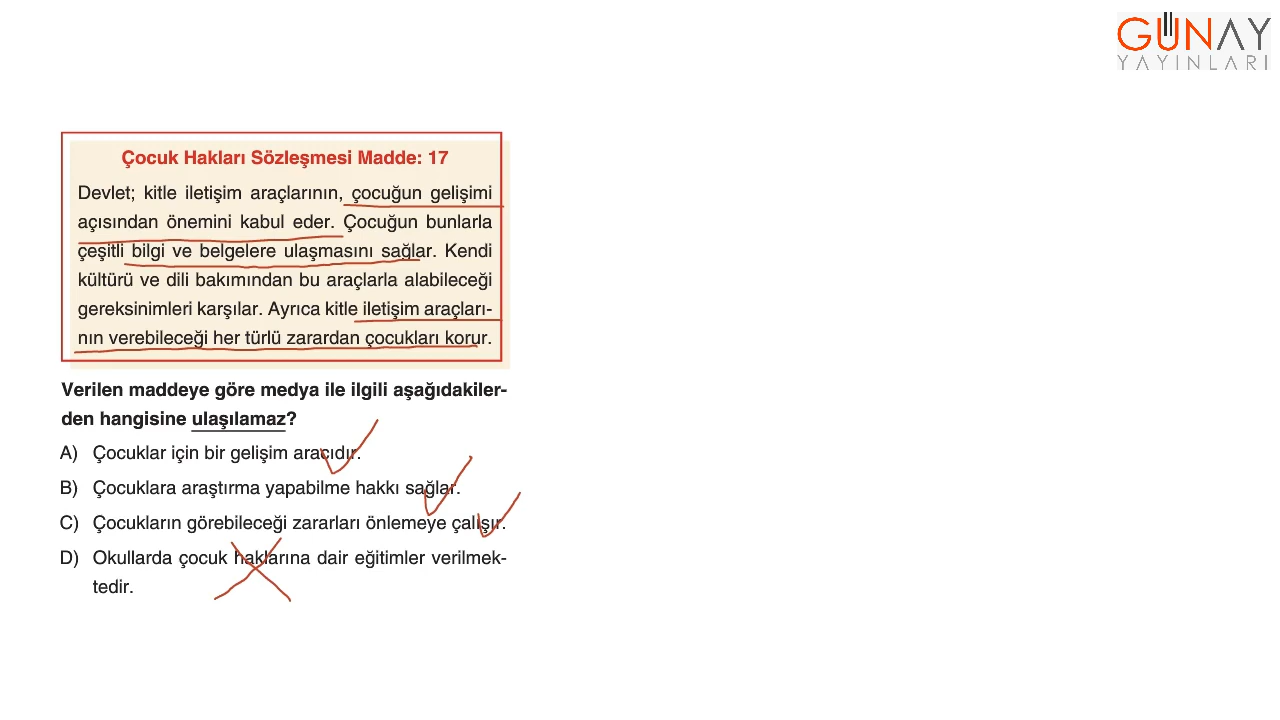 GÜNAY
YAYINLARI
Çocuk Hakları Sözleşmesi Madde: 17
Devlet; kitle iletişim araçlarının, çocuğun gelişimi
açısından önemini kabul eder. Çocuğun bunlarla
çeşitli bilgi ve belgelere ulaşmasını sağlar. Kendi
kültürü ve dili bakımından bu araçlarla alabileceği
gereksinimleri karşılar. Ayrıca kitle iletişim araçları-
nın verebileceği her türlü zarardan çocukları korur.
Verilen maddeye göre medya ile ilgili aşağıdakiler-
den hangisine ulaşılamaz?
A) Çocuklar için bir gelişim aracıdır.
B) Çocuklara araştırma yapabilme hakkı sağlar.
C) Çocukların görebileceği zararları önlemeye çalışır.
D) Okullarda çocuk haklarına dair eğitimler verilmek-
tedir.